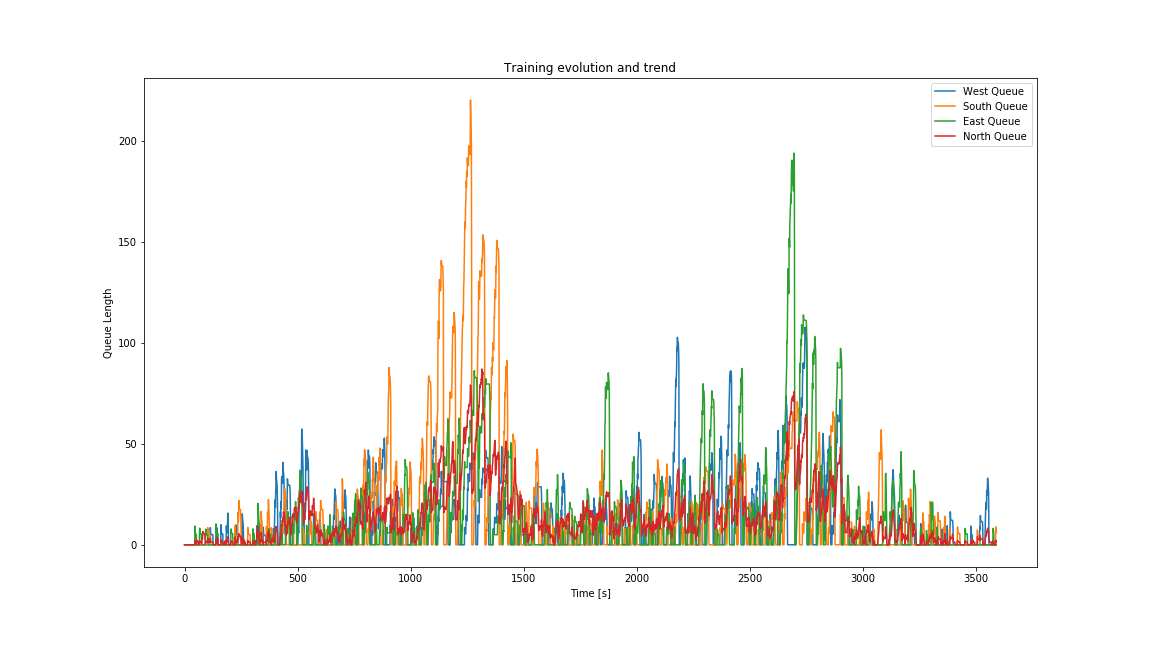 Training evolution and trend
West Queue
South Queue
East Queue
North Queue
Queue Length
200
150
100
50
0
0 500 1000 1500 2000 2500 3000 3500
Time [s]